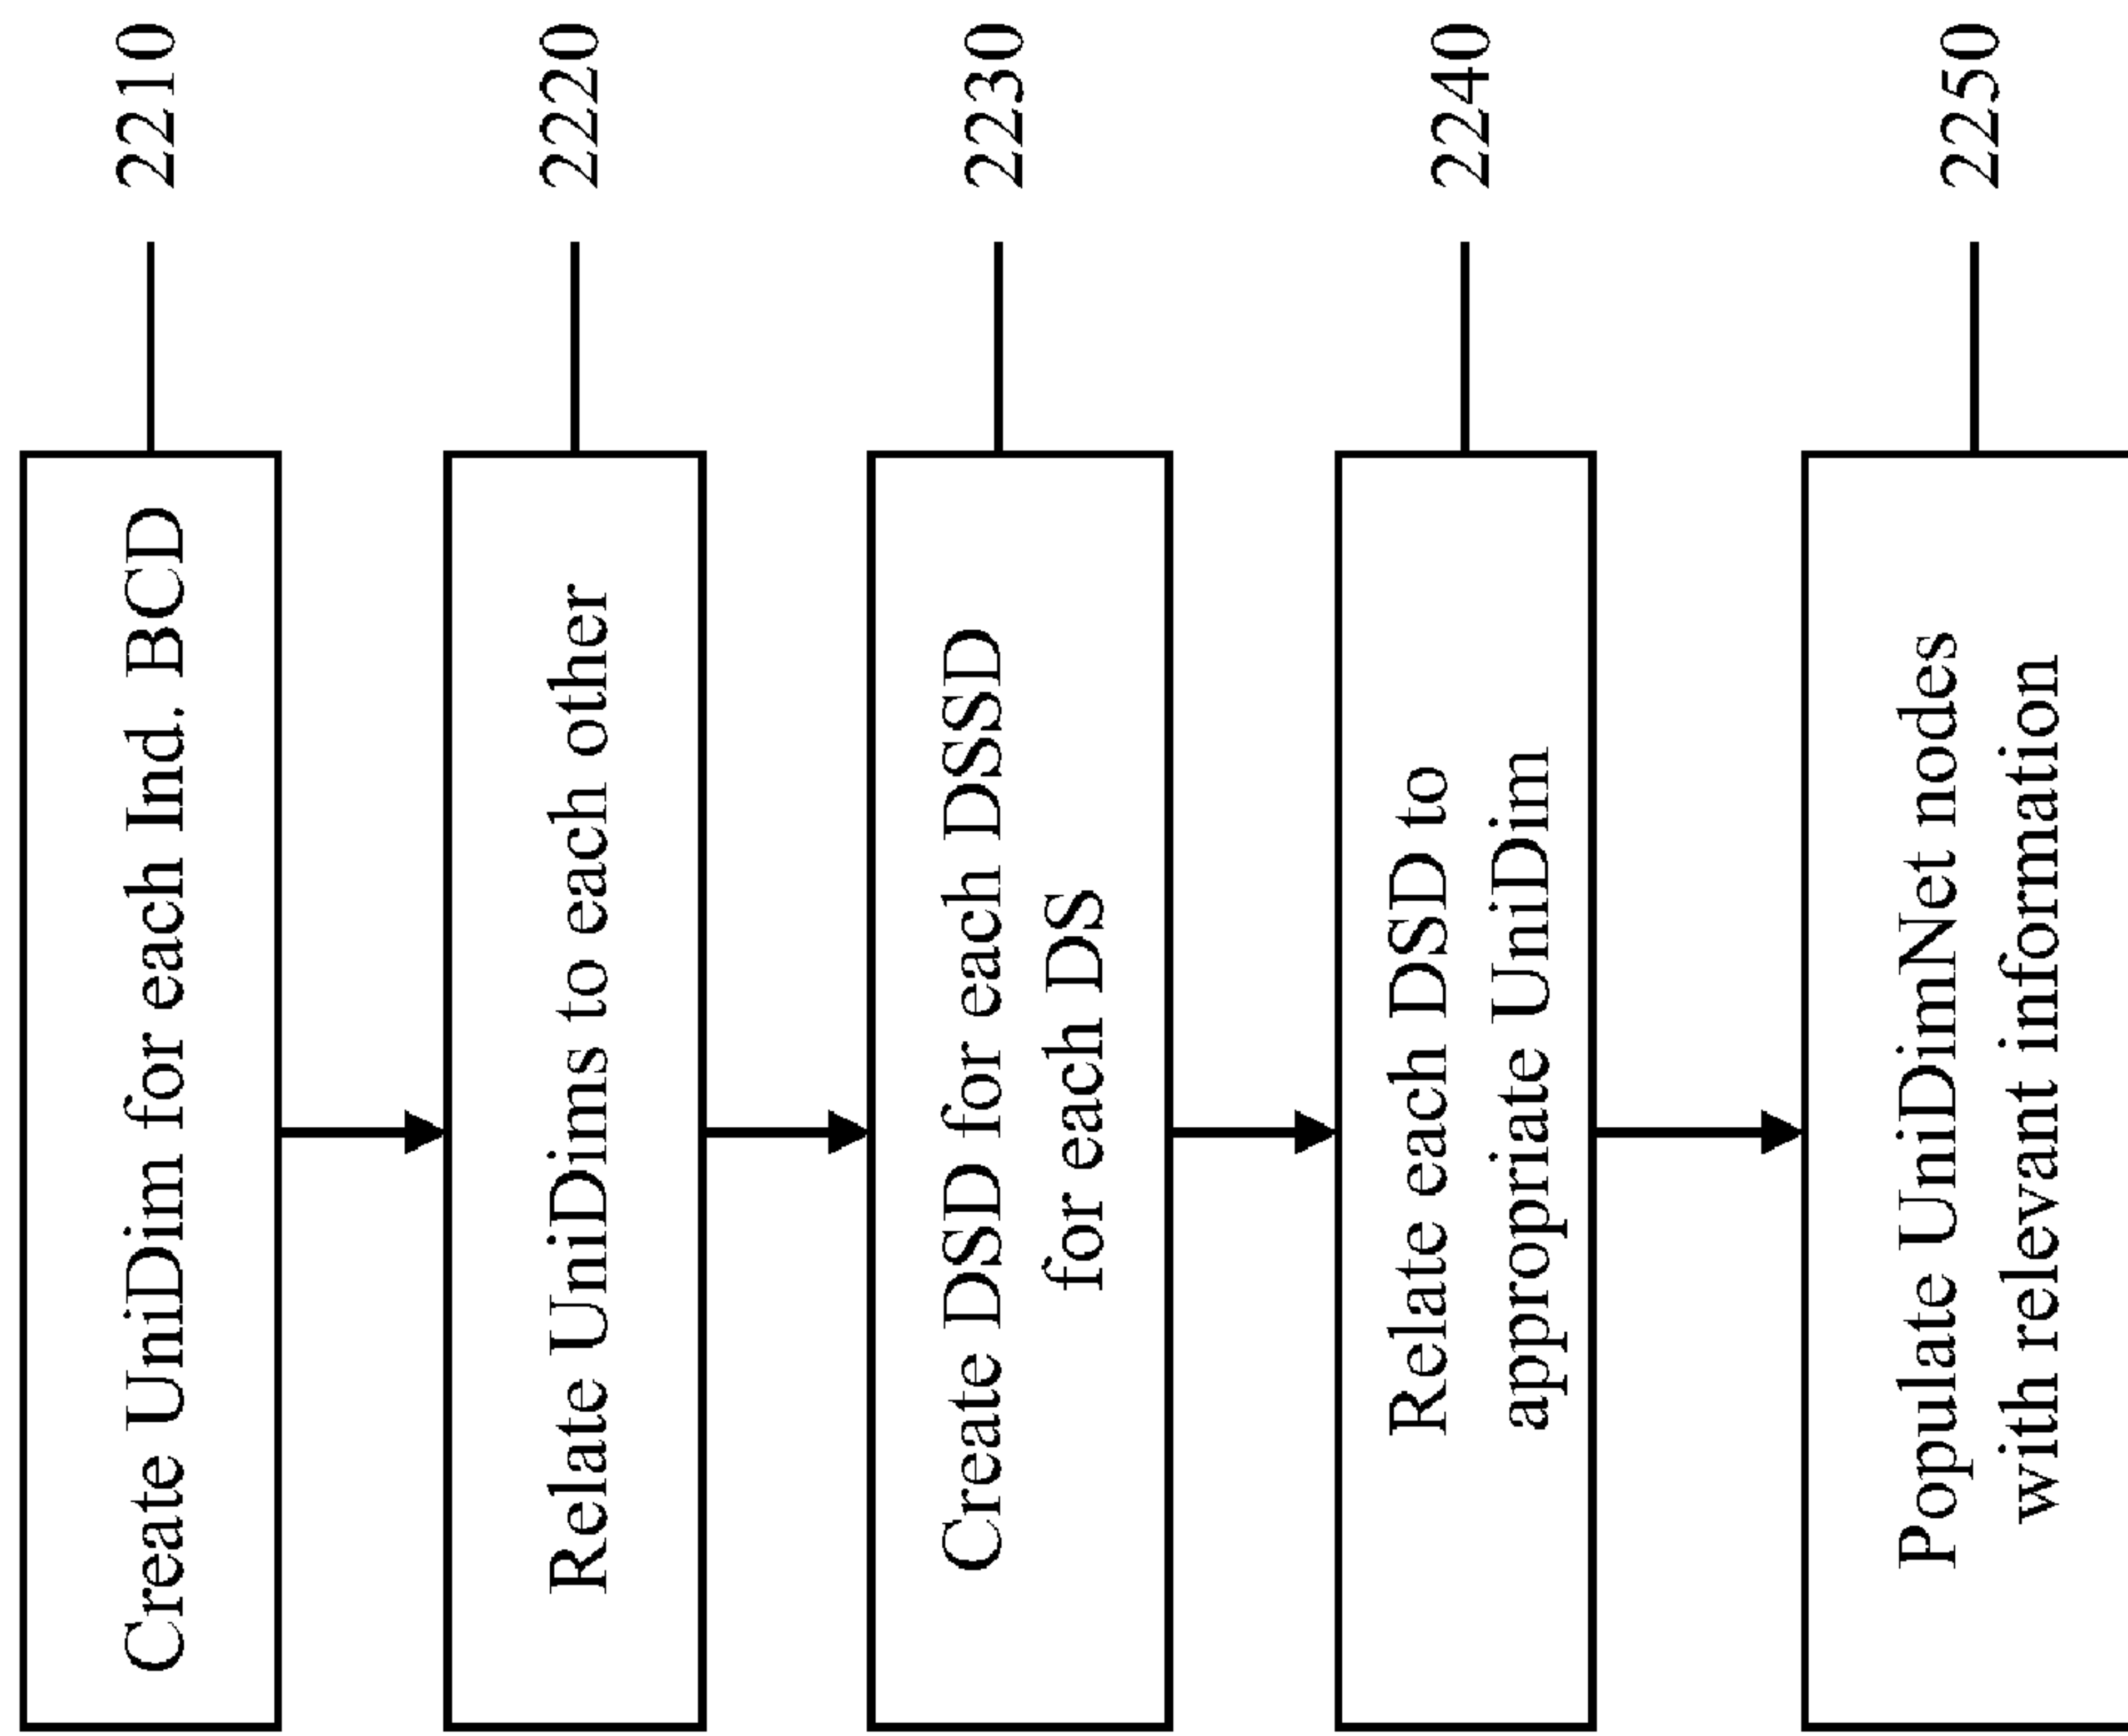 Create UniDim for each Ind. BCD
2210
Relate UniDims to each other
2220
Create DSD for each DSSD
for each DS
2230
Relate each DSD to
appropriate UniDim
2240
Populate UniDimNet nodes
with relevant information
2250